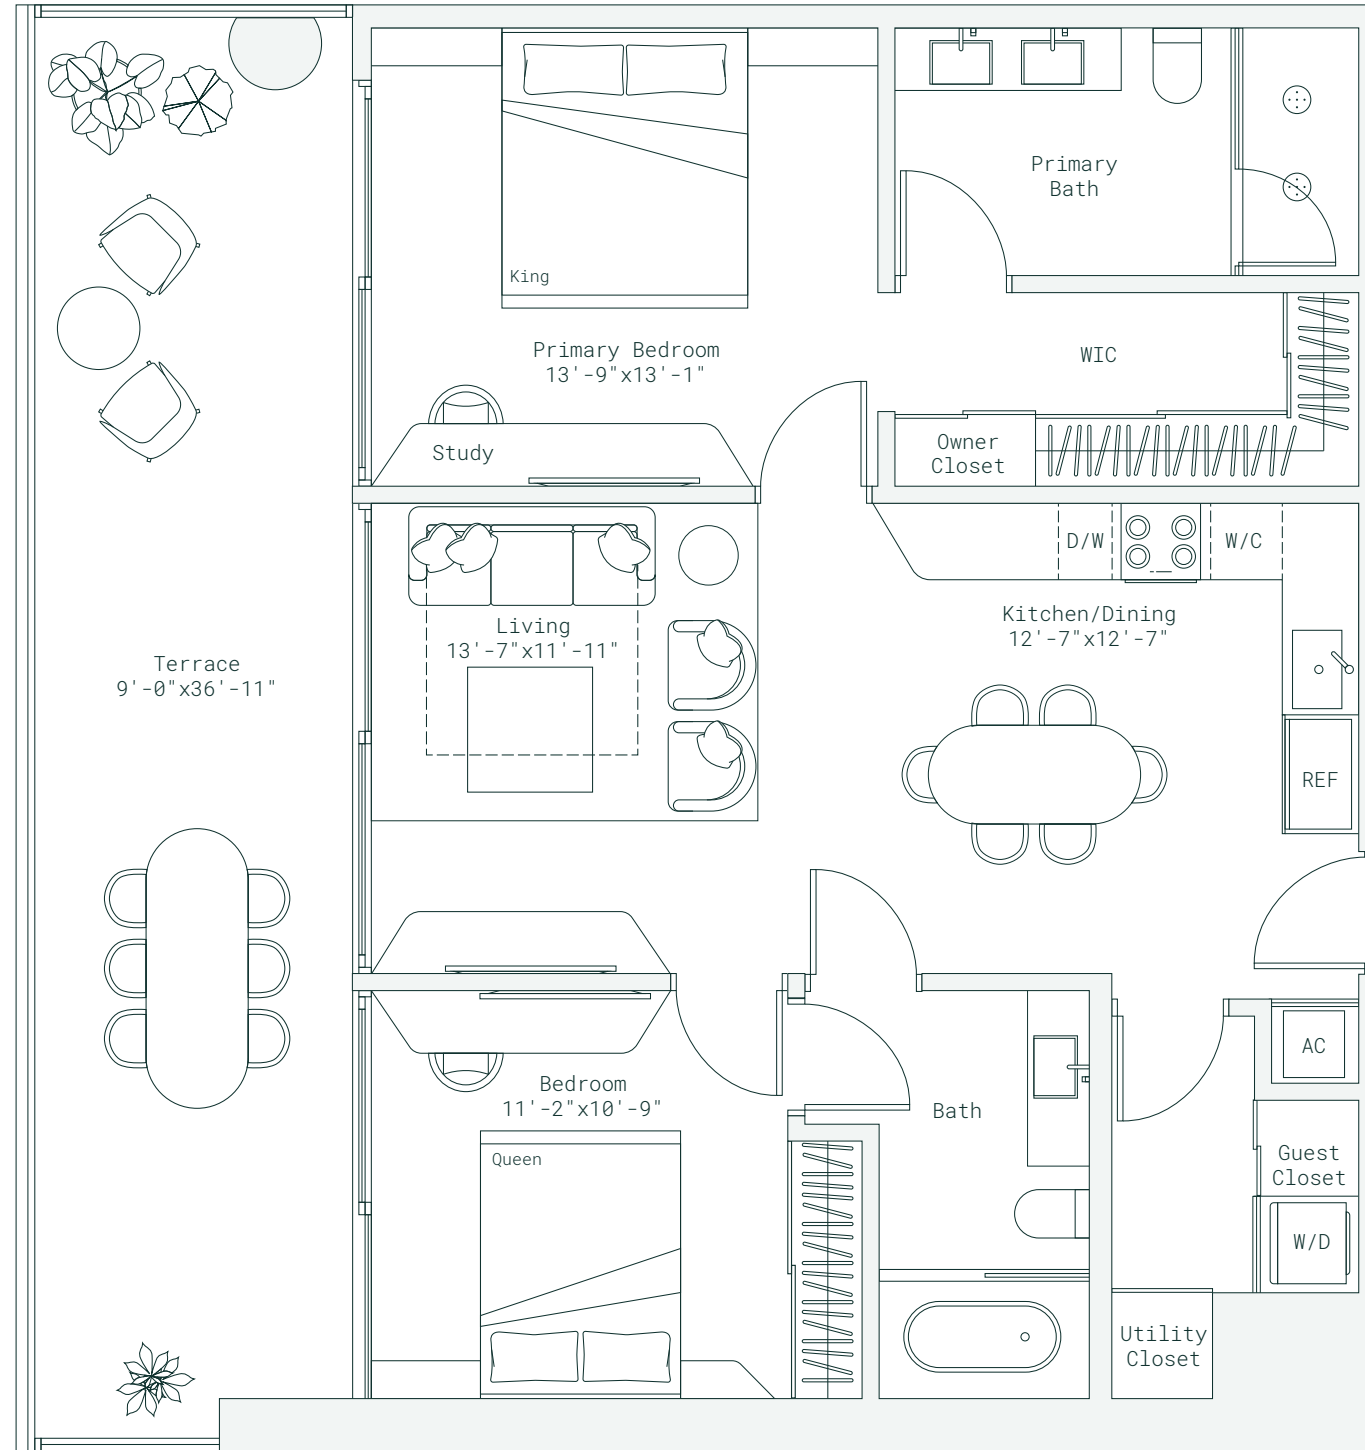 Primary
Bath
King
Primary Bedroom
13'-9"x13'-1"
WIC
Study
Owner
Closet
D/W
W/C
Living
13'-7"x11'-11"
Kitchen/Dining
12'-7"x12'-7"
Terrace
9'-0"x36'-11"
REF
AC
Bedroom
11'-2"x10'-9"
Bath
Queen
Guest
Closet
W/D
Utility
Closet